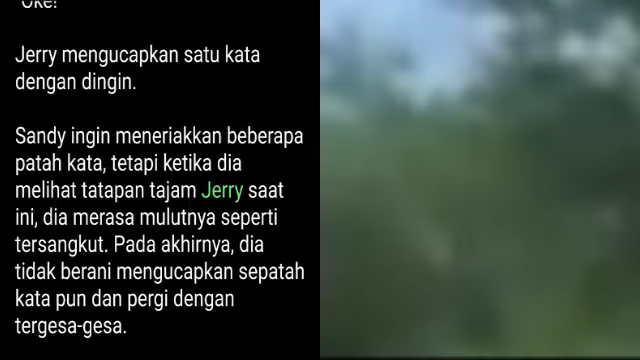 Jerry mengucapkan satu kata
dengan dingin.
Sandy ingin meneriakkan beberapa
patah kata, tetapi ketika dia
melihat tatapan tajam Jerry saat
ini, dia merasa mulutnya seperti
tersangkut. Pada akhirnya, dia
tidak berani mengucapkan sepatah
kata pun dan pergi dengan
tergesa-gesa.